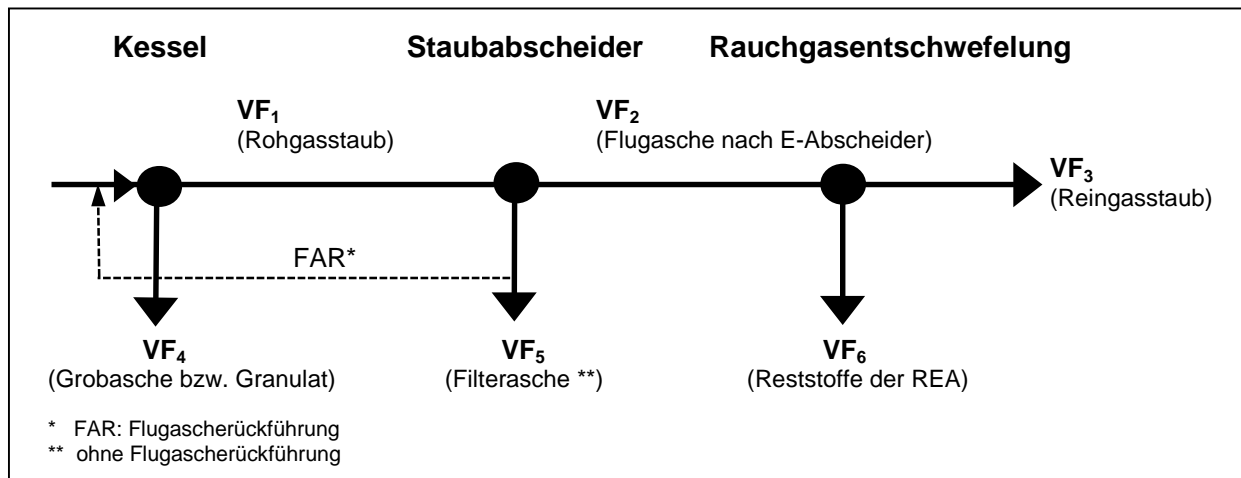 Kessel
Staubabscheider
Rauchgasentschwefelung
VF₁
(Rohgasstaub)
VF₂
(Flugasche nach E-Abscheider)
VF₃
(Reingasstaub)
FAR*
VF₄
(Grobasche bzw. Granulat)
VF₅
(Filterasche **)
VF₆
(Reststoffe der REA)
* FAR: Flugascherückführung
** ohne Flugascherückführung